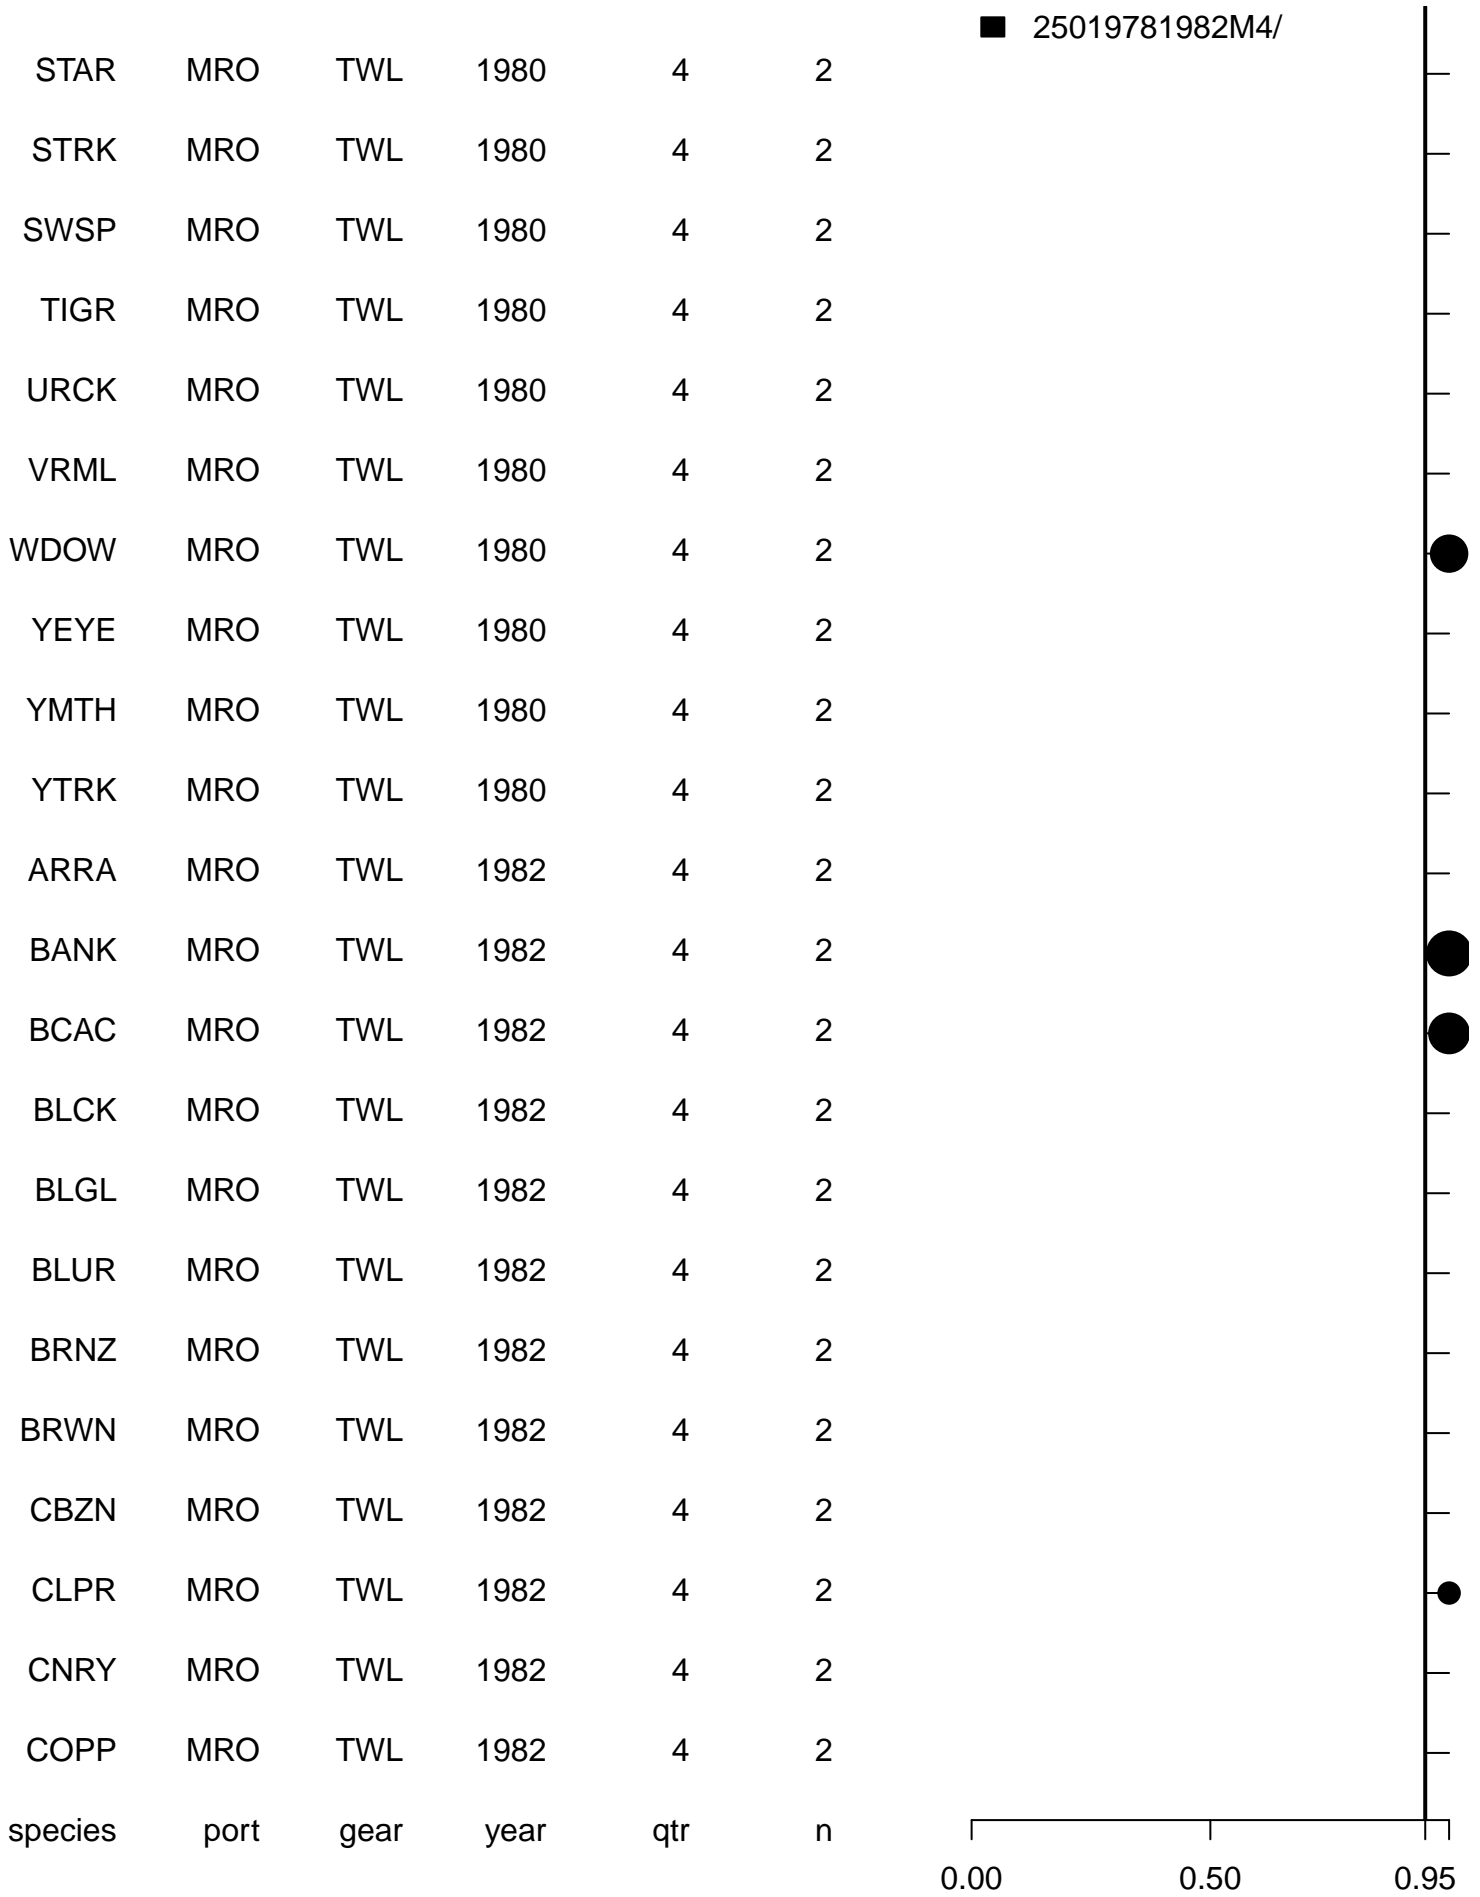 25019781982M4/
STAR MRO TWL 1980 4 2
STRK MRO TWL 1980 4 2
SWSP MRO TWL 1980 4 2
TIGR MRO TWL 1980 4 2
URCK MRO TWL 1980 4 2
VRML MRO TWL 1980 4 2
WDOW MRO TWL 1980 4 2
YEYE MRO TWL 1980 4 2
YMTH MRO TWL 1980 4 2
YTRK MRO TWL 1980 4 2
ARRA MRO TWL 1982 4 2
BANK MRO TWL 1982 4 2
BCAC MRO TWL 1982 4 2
BLCK MRO TWL 1982 4 2
BLGL MRO TWL 1982 4 2
BLUR MRO TWL 1982 4 2
BRNZ MRO TWL 1982 4 2
BRWN MRO TWL 1982 4 2
CBZN MRO TWL 1982 4 2
CLPR MRO TWL 1982 4 2
CNRY MRO TWL 1982 4 2
COPP MRO TWL 1982 4 2
species port gear year qtr n
0.00 0.50 0.95